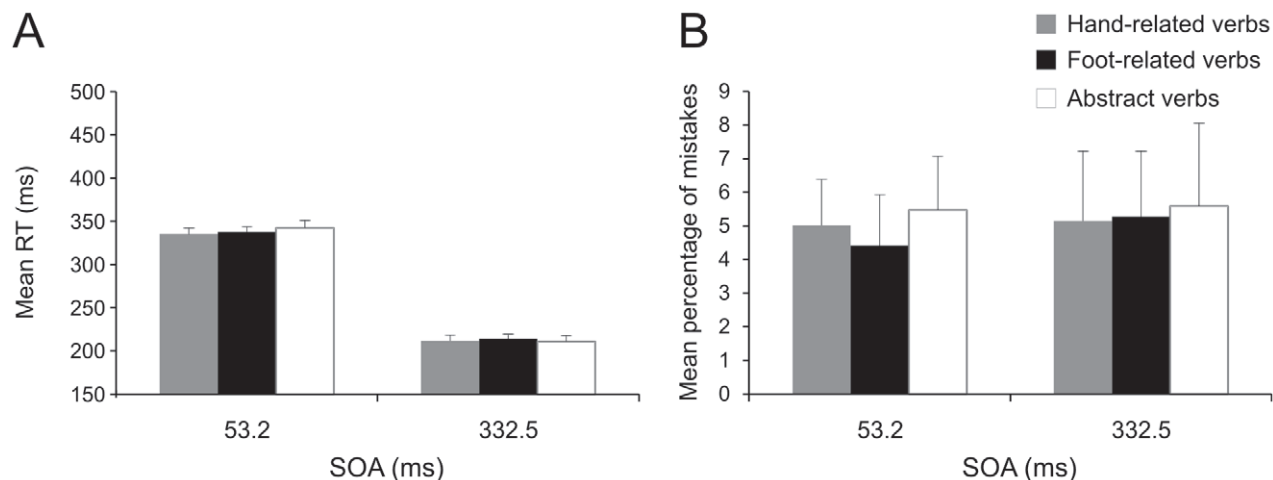 A
Mean RT (ms)
500
450
400
350
300
250
200
150
53.2
332.5
SOA (ms)
B
Hand-related verbs
Foot-related verbs
Abstract verbs
Mean percentage of mistakes
9
8
7
6
5
4
3
2
1
0
53.2
332.5
SOA (ms)